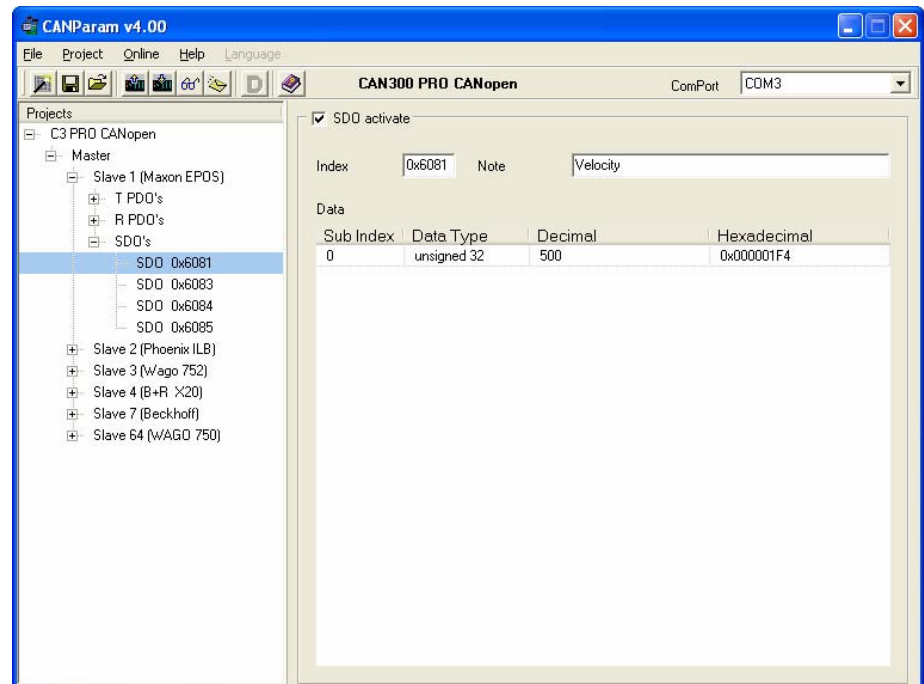 CANParam v4.00
File Project Online Help Language
D CAN300 PRO CANopen ComPort COM3
Projects
C3 PRO CANopen
Master
Slave 1 (Maxon EPOS)
T PDO's
R PDO's
SDO's
SDO 0x6081
SDO 0x6083
SDO 0x6084
SDO 0x6085
Slave 2 (Phoenix ILB)
Slave 3 (Wago 752)
Slave 4 (B+R X20)
Slave 7 (Beckhoff)
Slave 64 (WAGO 750)
SDO activate
Index 0x6081 Note Velocity
Data
Sub Index Data Type Decimal Hexadecimal
0 unsigned 32 500 0x000001F4